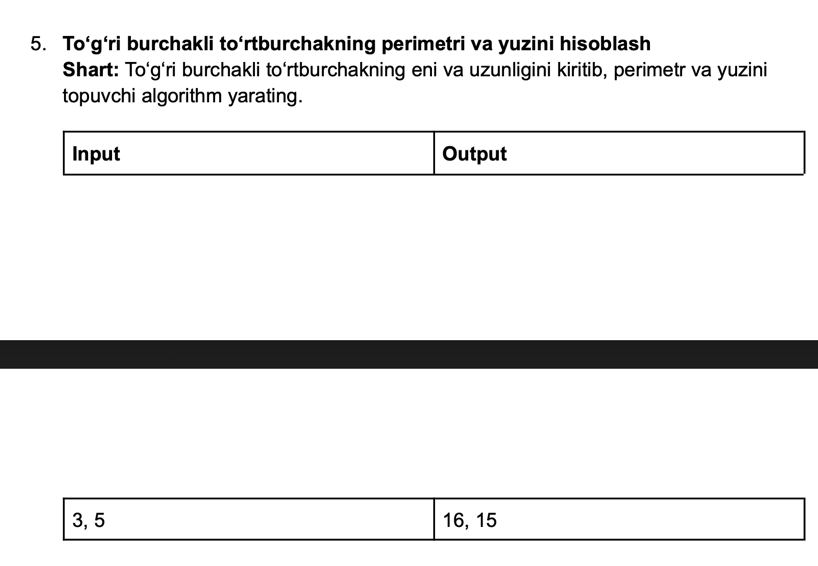 5. To‘g‘ri burchakli to‘rtburchakning perimetri va yuzini hisoblash
Shart: To‘g‘ri burchakli to‘rtburchakning eni va uzunligini kiritib, perimetr va yuzini
topuvchi algorithm yarating.
Input Output
3, 5 16, 15